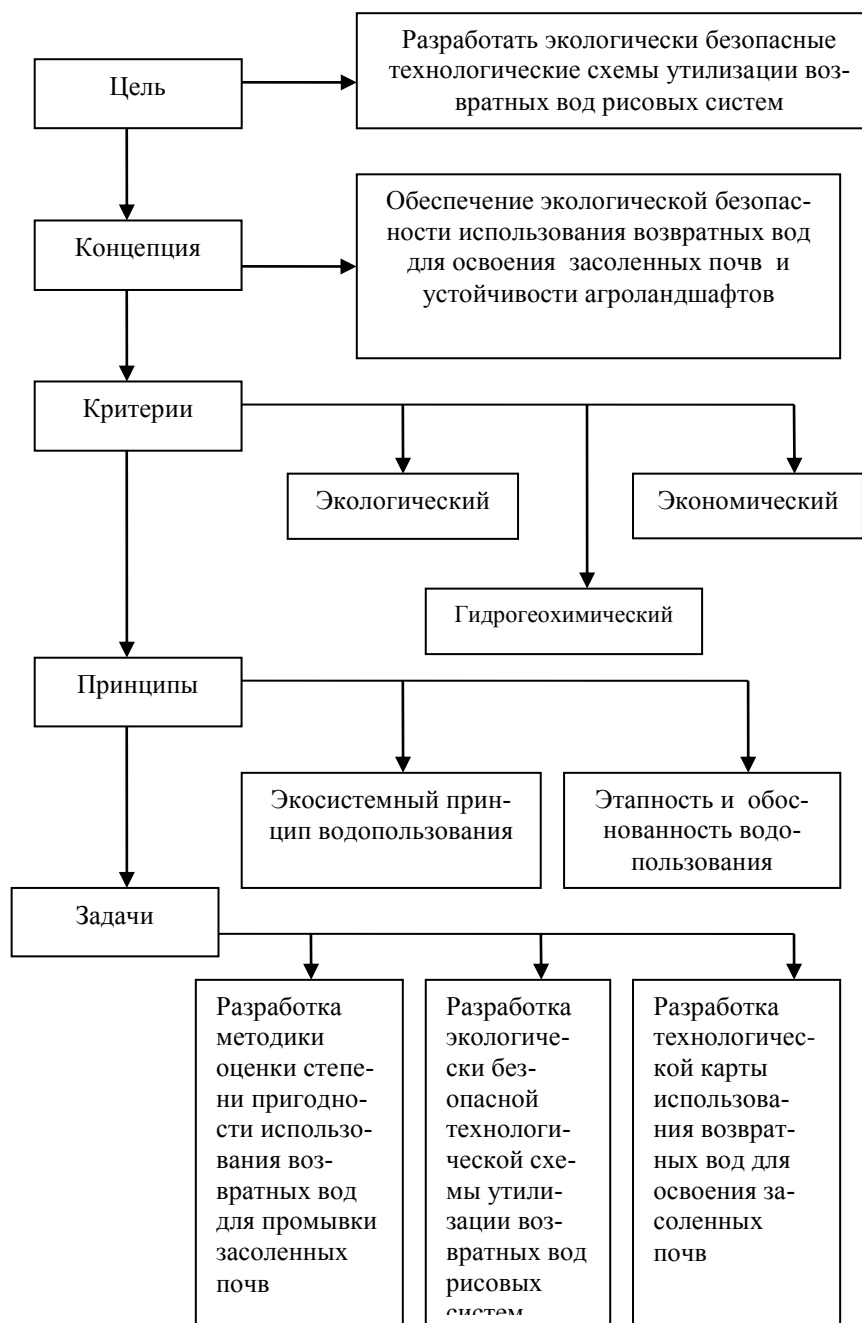 Цель
Разработать экологически безопасные
технологические схемы утилизации воз-
вратных вод рисовых систем
Концепция
Обеспечение экологической безопас-
ности использования возвратных вод
для освоения засоленных почв и
устойчивости агроландшафтов
Критерии
Экологический
Экономический
Гидрогеохимический
Принципы
Экосистемный прин-
цип водопользования
Этапность и обос-
нованность водо-
пользования
Задачи
Разработка
методики
оценки степе-
ни пригодно-
сти использо-
вания воз-
вратных вод
для промывки
засоленных
почв
Разработка
экологиче-
ски без-
опасной
технологи-
ческой схе-
мы утили-
зации воз-
вратных вод
рисовых
систем
Разработка
технологичес-
кой карты
использова-
ния возврат-
ных вод для
освоения за-
соленных
почв